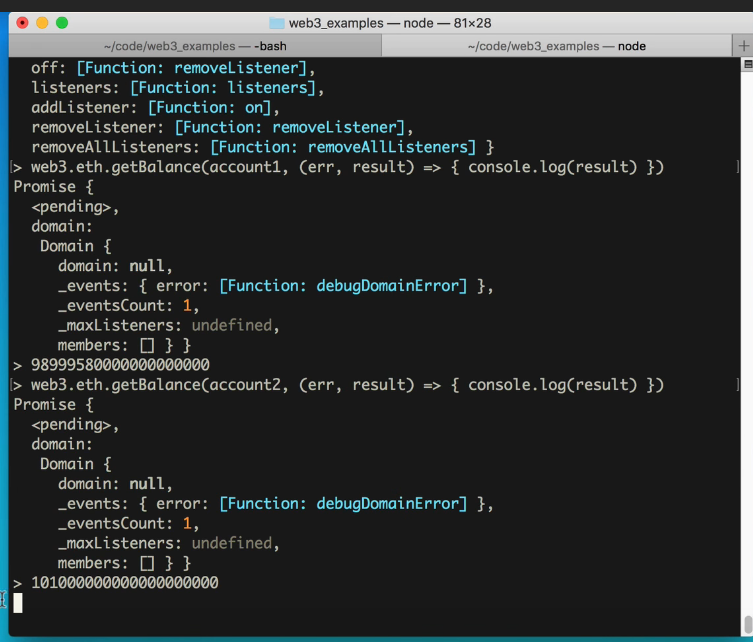 web3_examples — node — 81×28
~/code/web3_examples — -bash
~/code/web3_examples — node
off: [Function: removeListener],
listeners: [Function: listeners],
addListener: [Function: on],
removeListener: [Function: removeListener],
removeAllListeners: [Function: removeAllListeners] }
[> web3.eth.getBalance(account1, (err, result) => { console.log(result) }) ]
Promise {
<pending>,
domain:
Domain {
domain: null,
_events: { error: [Function: debugDomainError] },
_eventsCount: 1,
_maxListeners: undefined,
members: [] } }
> 98999580000000000000
[> web3.eth.getBalance(account2, (err, result) => { console.log(result) }) ]
Promise {
<pending>,
domain:
Domain {
domain: null,
_events: { error: [Function: debugDomainError] },
_eventsCount: 1,
_maxListeners: undefined,
members: [] } }
> 101000000000000000000